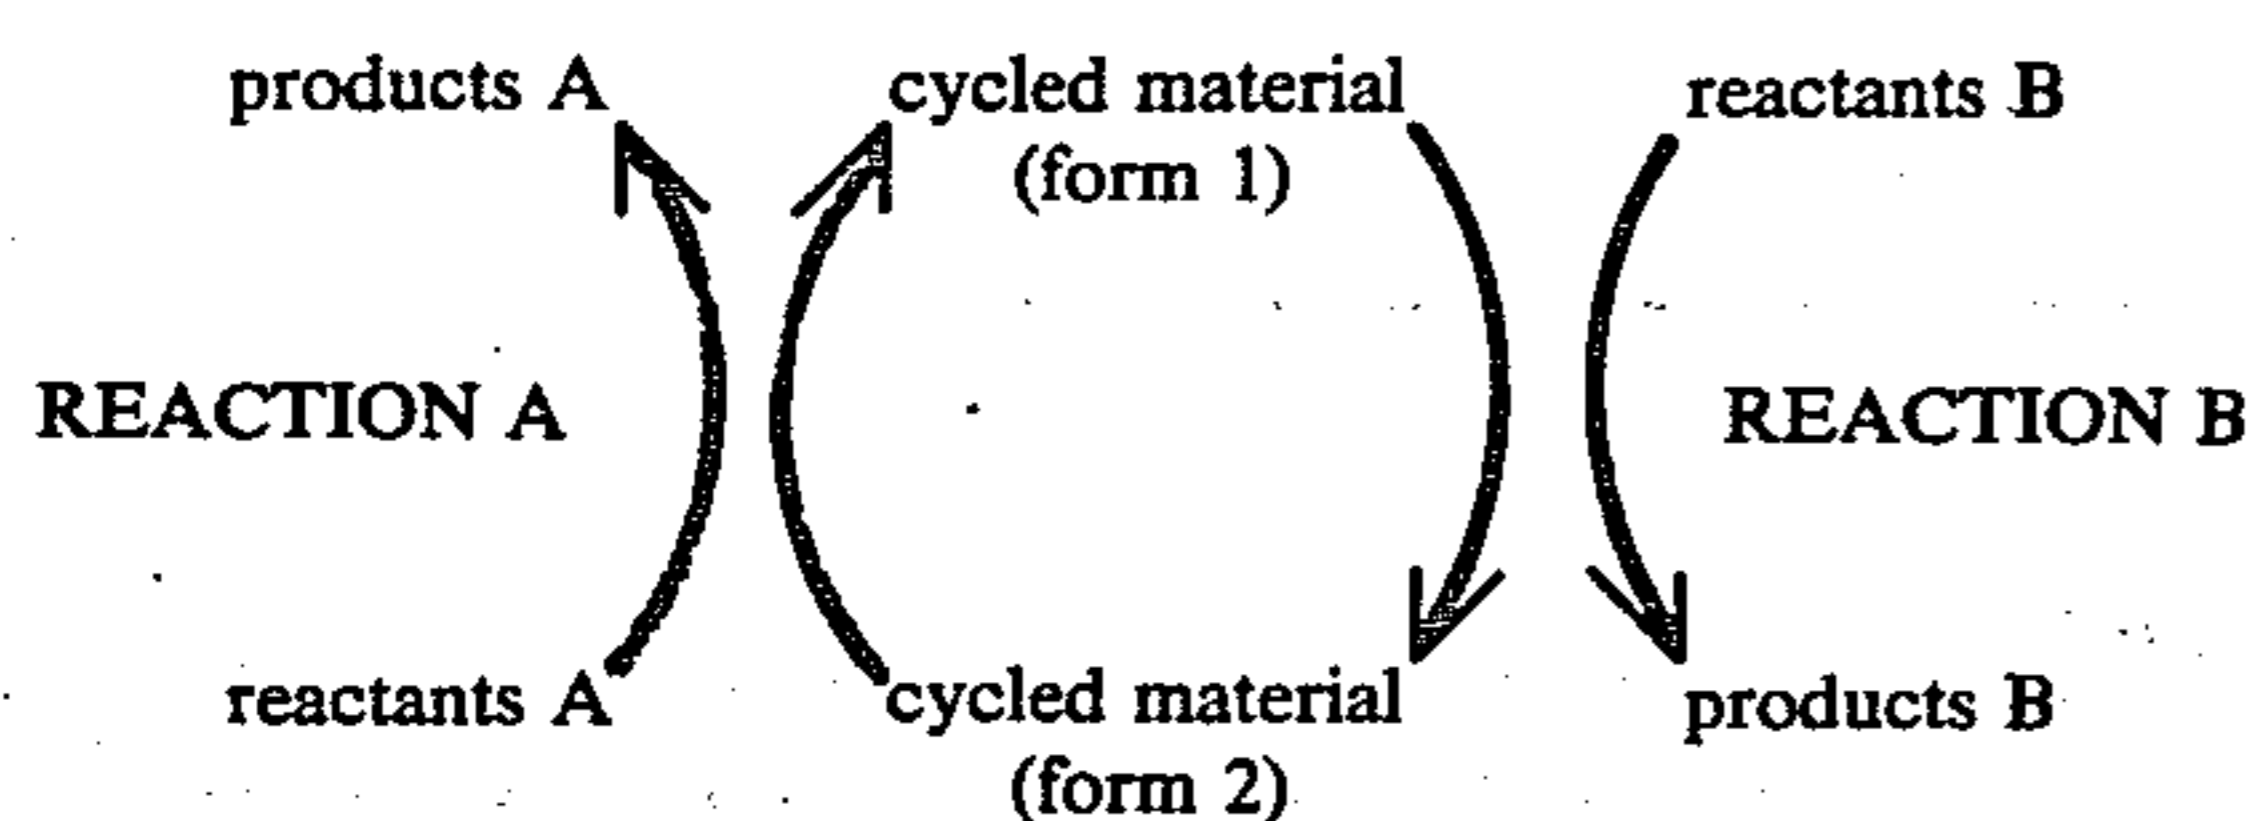 products A
cycled material
(form 1)
reactants B
REACTION A
REACTION B
reactants A
cycled material
(form 2)
products B